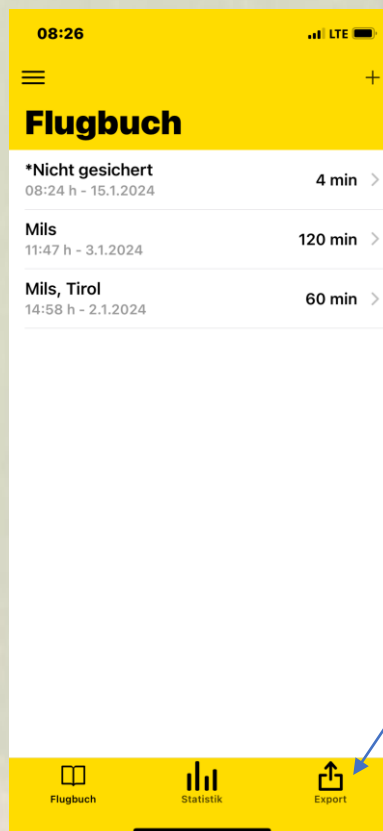 08:26
LTE
Flugbuch
*Nicht gesichert
4 min
08:24 h - 15.1.2024
Mils
120 min
11:47 h - 3.1.2024
Mils, Tirol
60 min
14:58 h - 2.1.2024
Flugbuch
Statistik
Export